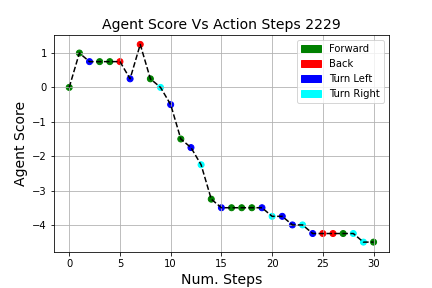 Agent Score Vs Action Steps 2229
Forward
Back
Turn Left
Turn Right
Agent Score
1
0
−1
−2
−3
−4
0 5 10 15 20 25 30
Num. Steps